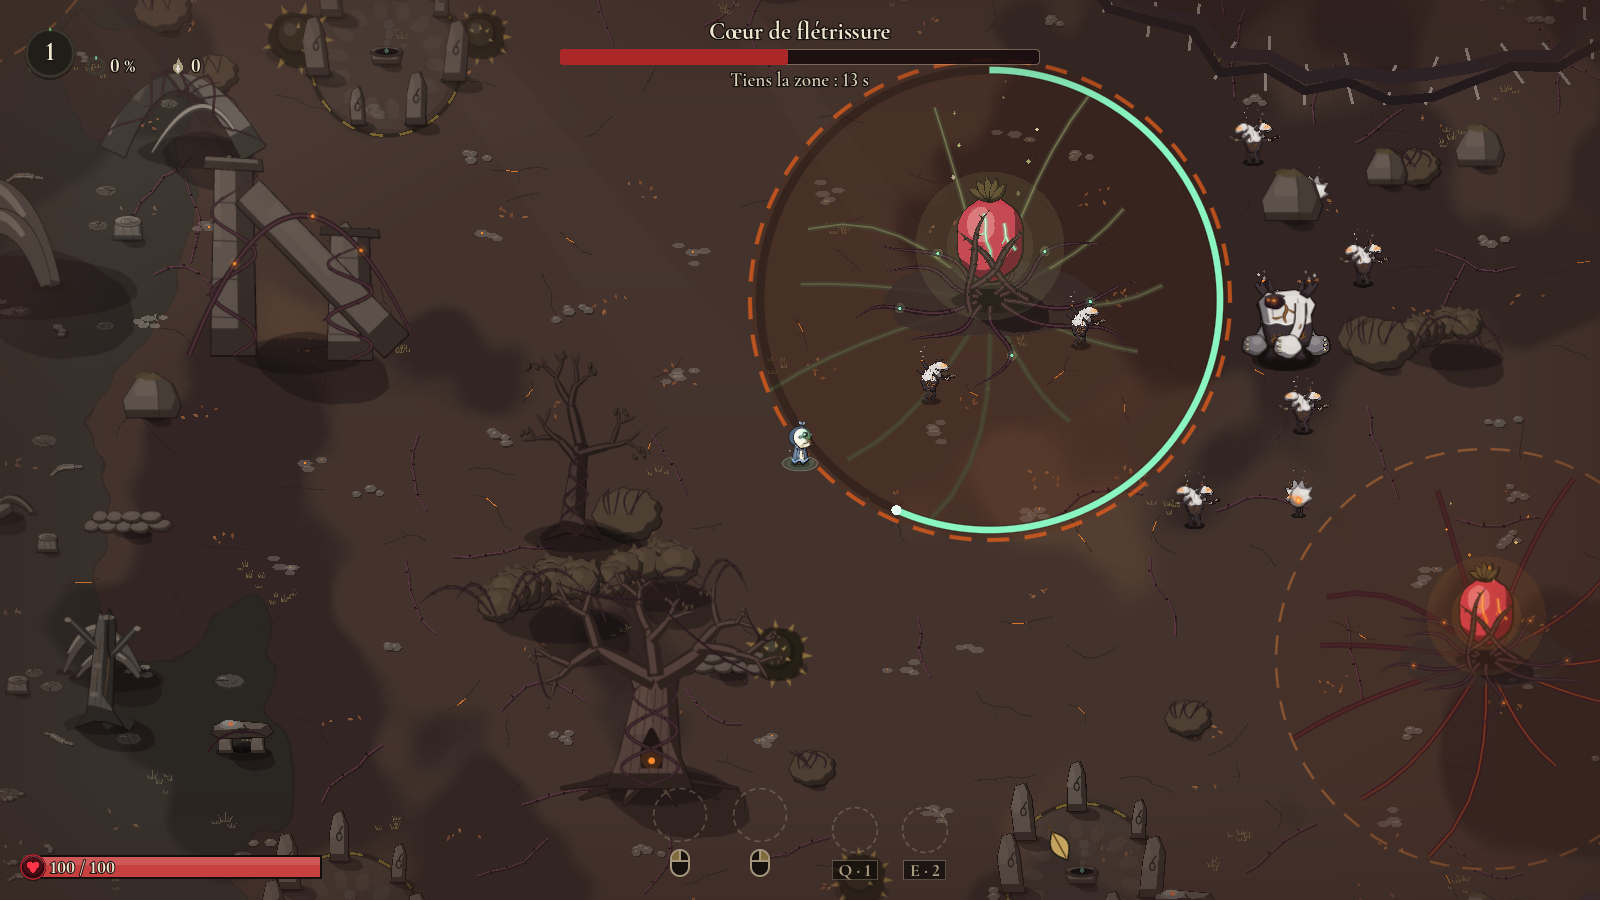 Cœur de flétrissure
1
0 %
0
Tiens la zone : 13 s
100 / 100
Q · 1
E · 2